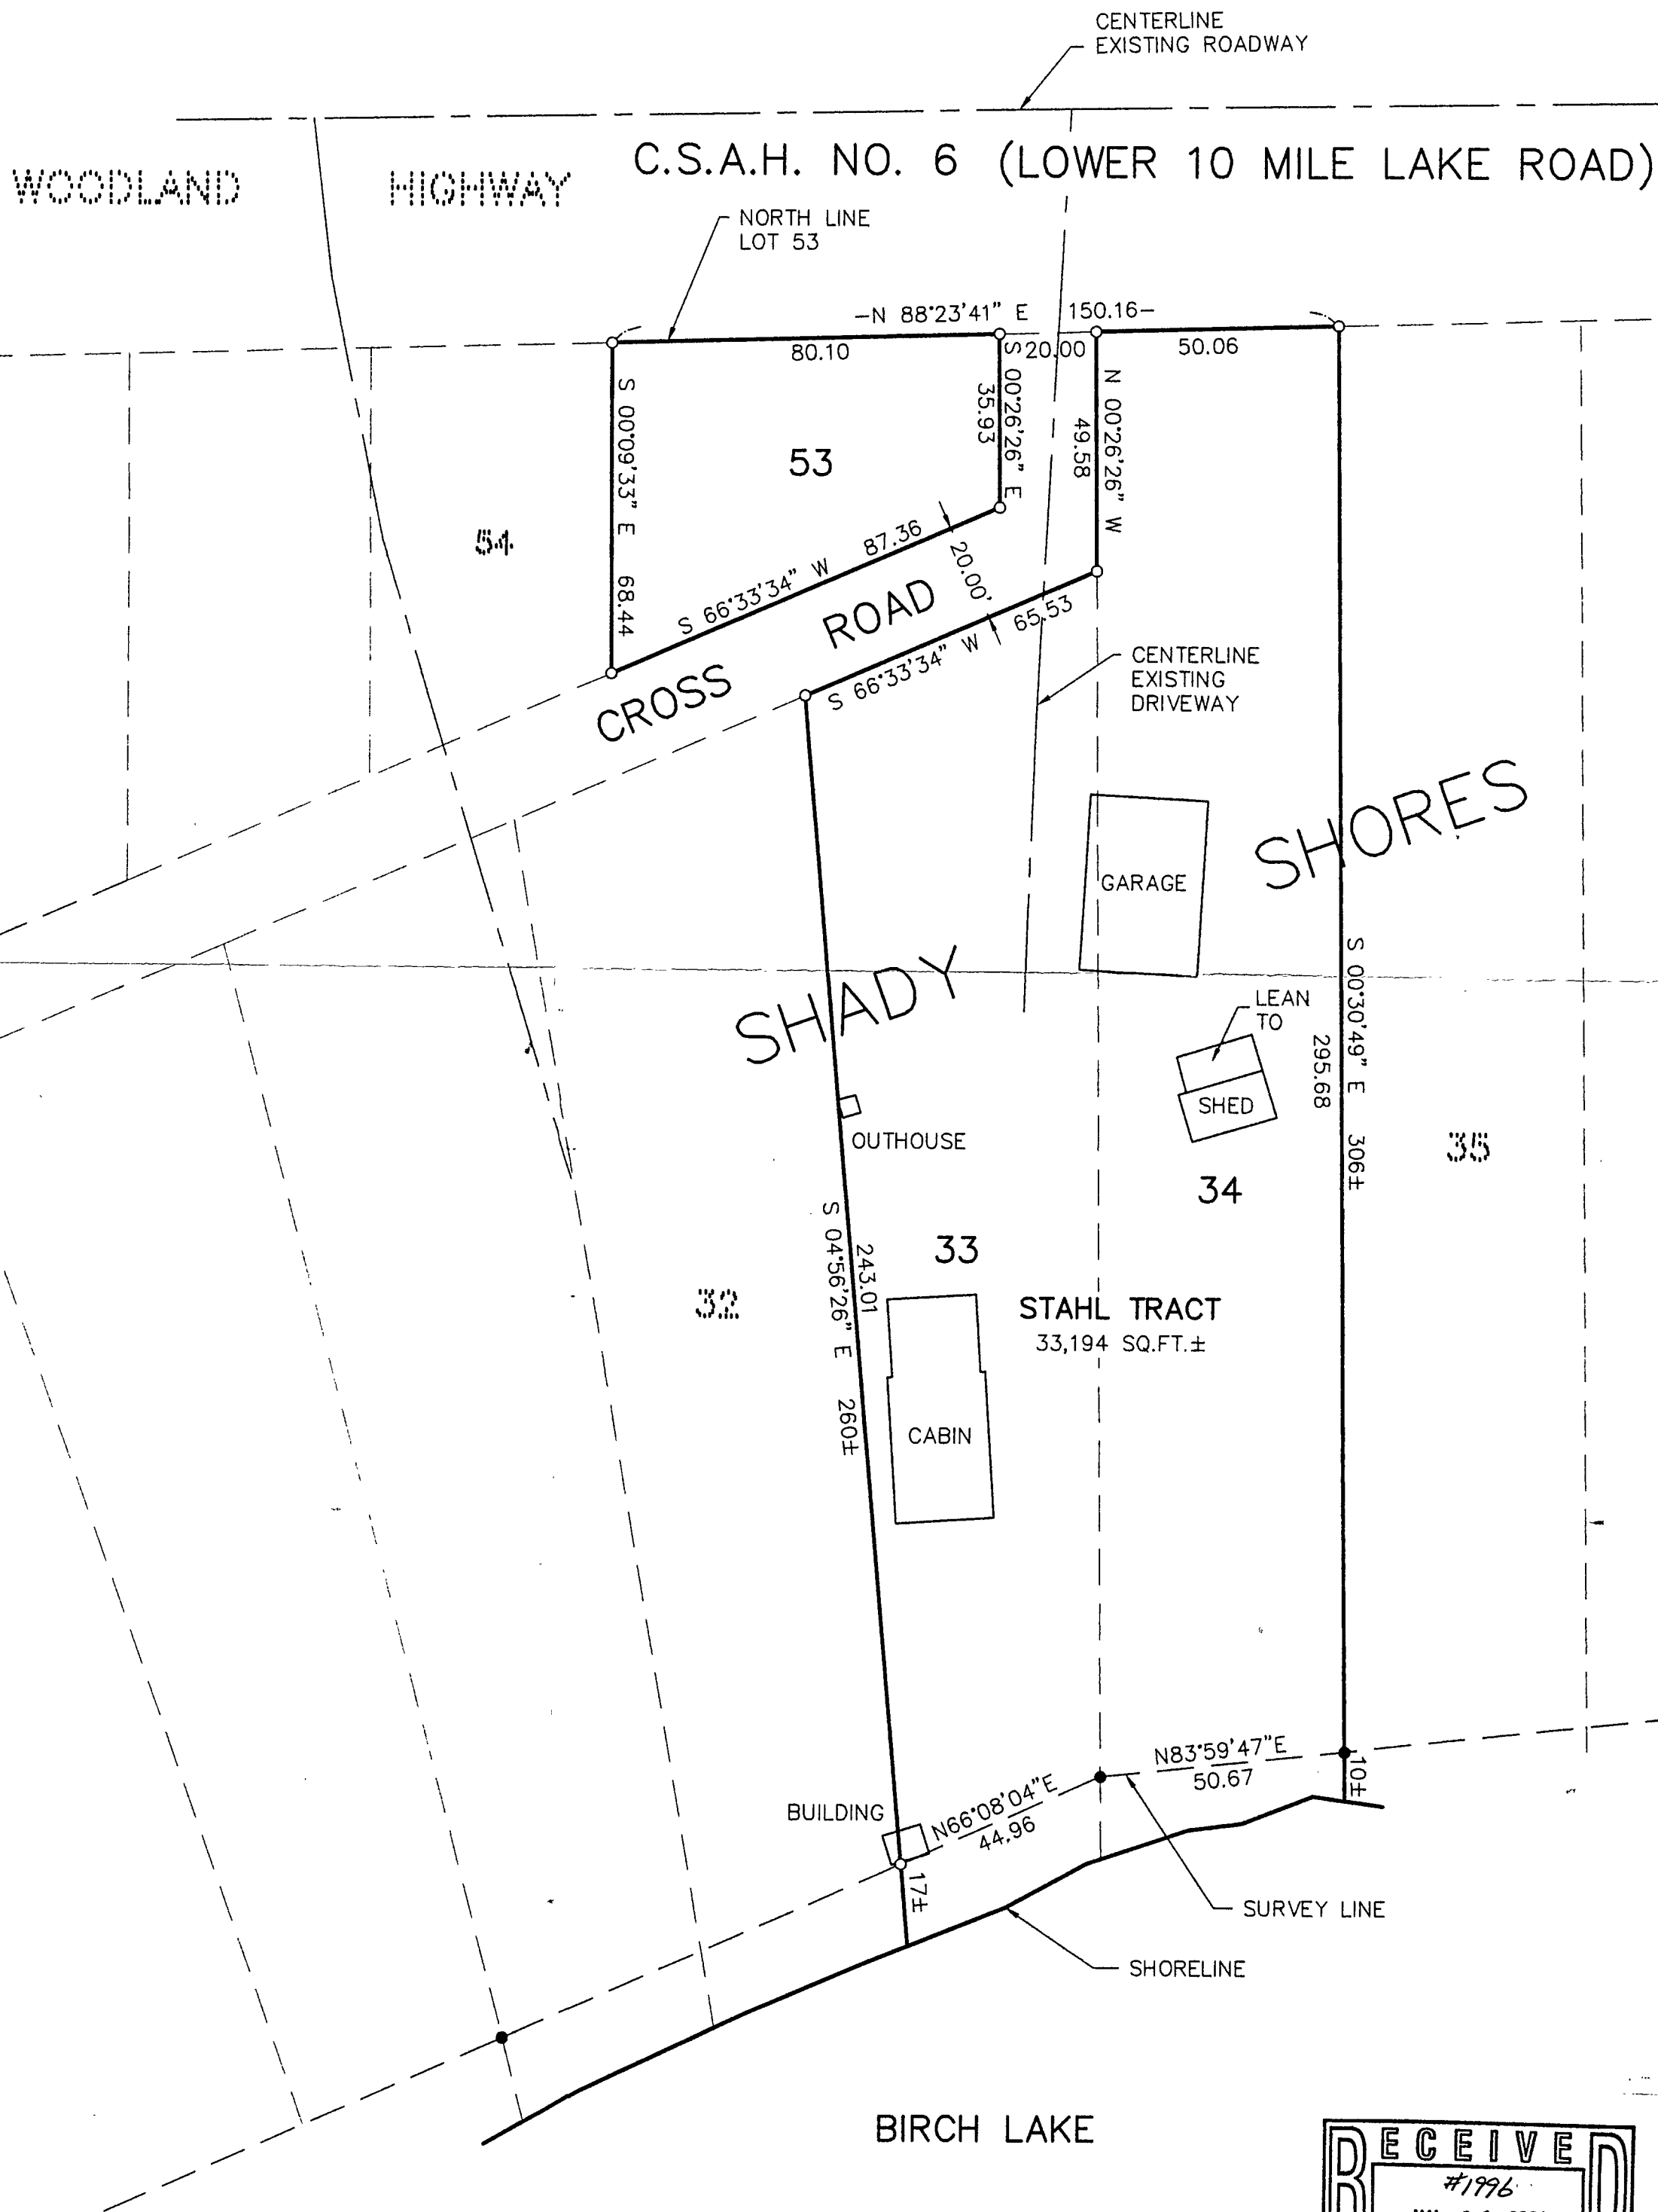 CENTERLINE
EXISTING ROADWAY
C.S.A.H. NO. 6 (LOWER 10 MILE LAKE ROAD)
WOODLAND HIGHWAY
NORTH LINE
LOT 53
-N 88°23'41" E 150.16-
80.10
20.00
50.06
S 00°09'33" E 68.44
S 00°26'26" E
35.93
N 00°26'26" W
49.58
53
54
S 66°33'34" W 87.36
20.00'
CROSS ROAD
S 66°33'34" W 65.53
CENTERLINE
EXISTING
DRIVEWAY
SHADY SHORES
GARAGE
S 00°30'49" E 306±
295.68
LEAN
TO
SHED
OUTHOUSE
35
34
33
32
S 04°56'26" E 260±
243.01
STAHL TRACT
33,194 SQ.FT.±
CABIN
N83°59'47"E
50.67
10±
N66°08'04"E
44.96
BUILDING
17±
SURVEY LINE
SHORELINE
BIRCH LAKE
RECEIVED
#1996